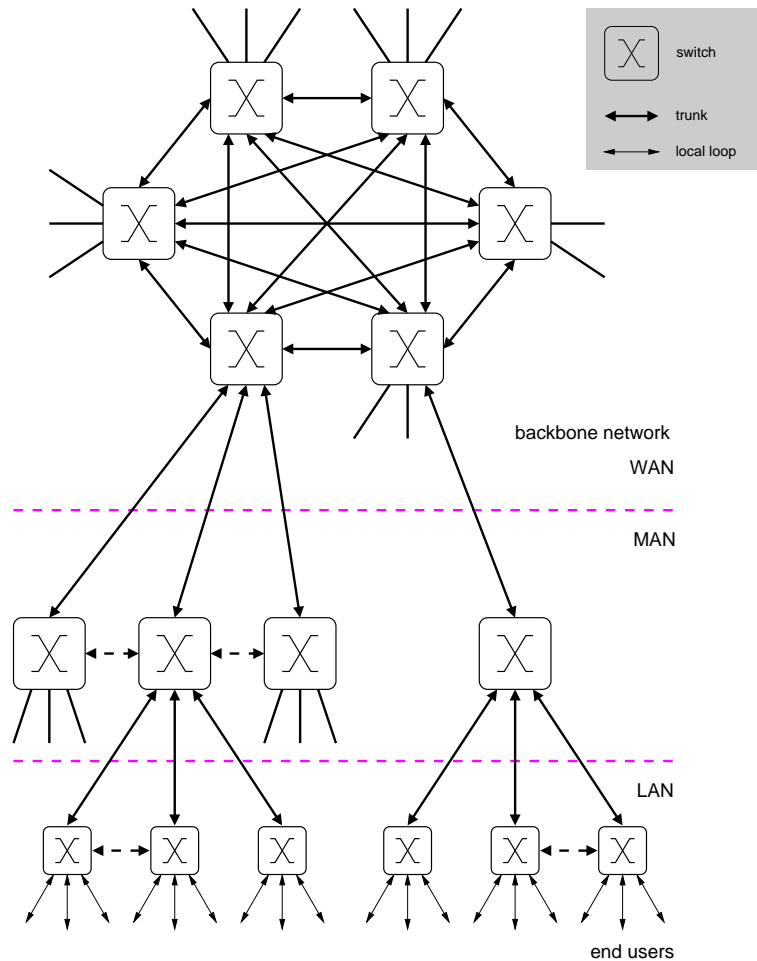 switch
trunk
local loop
backbone network
WAN
MAN
LAN
end users